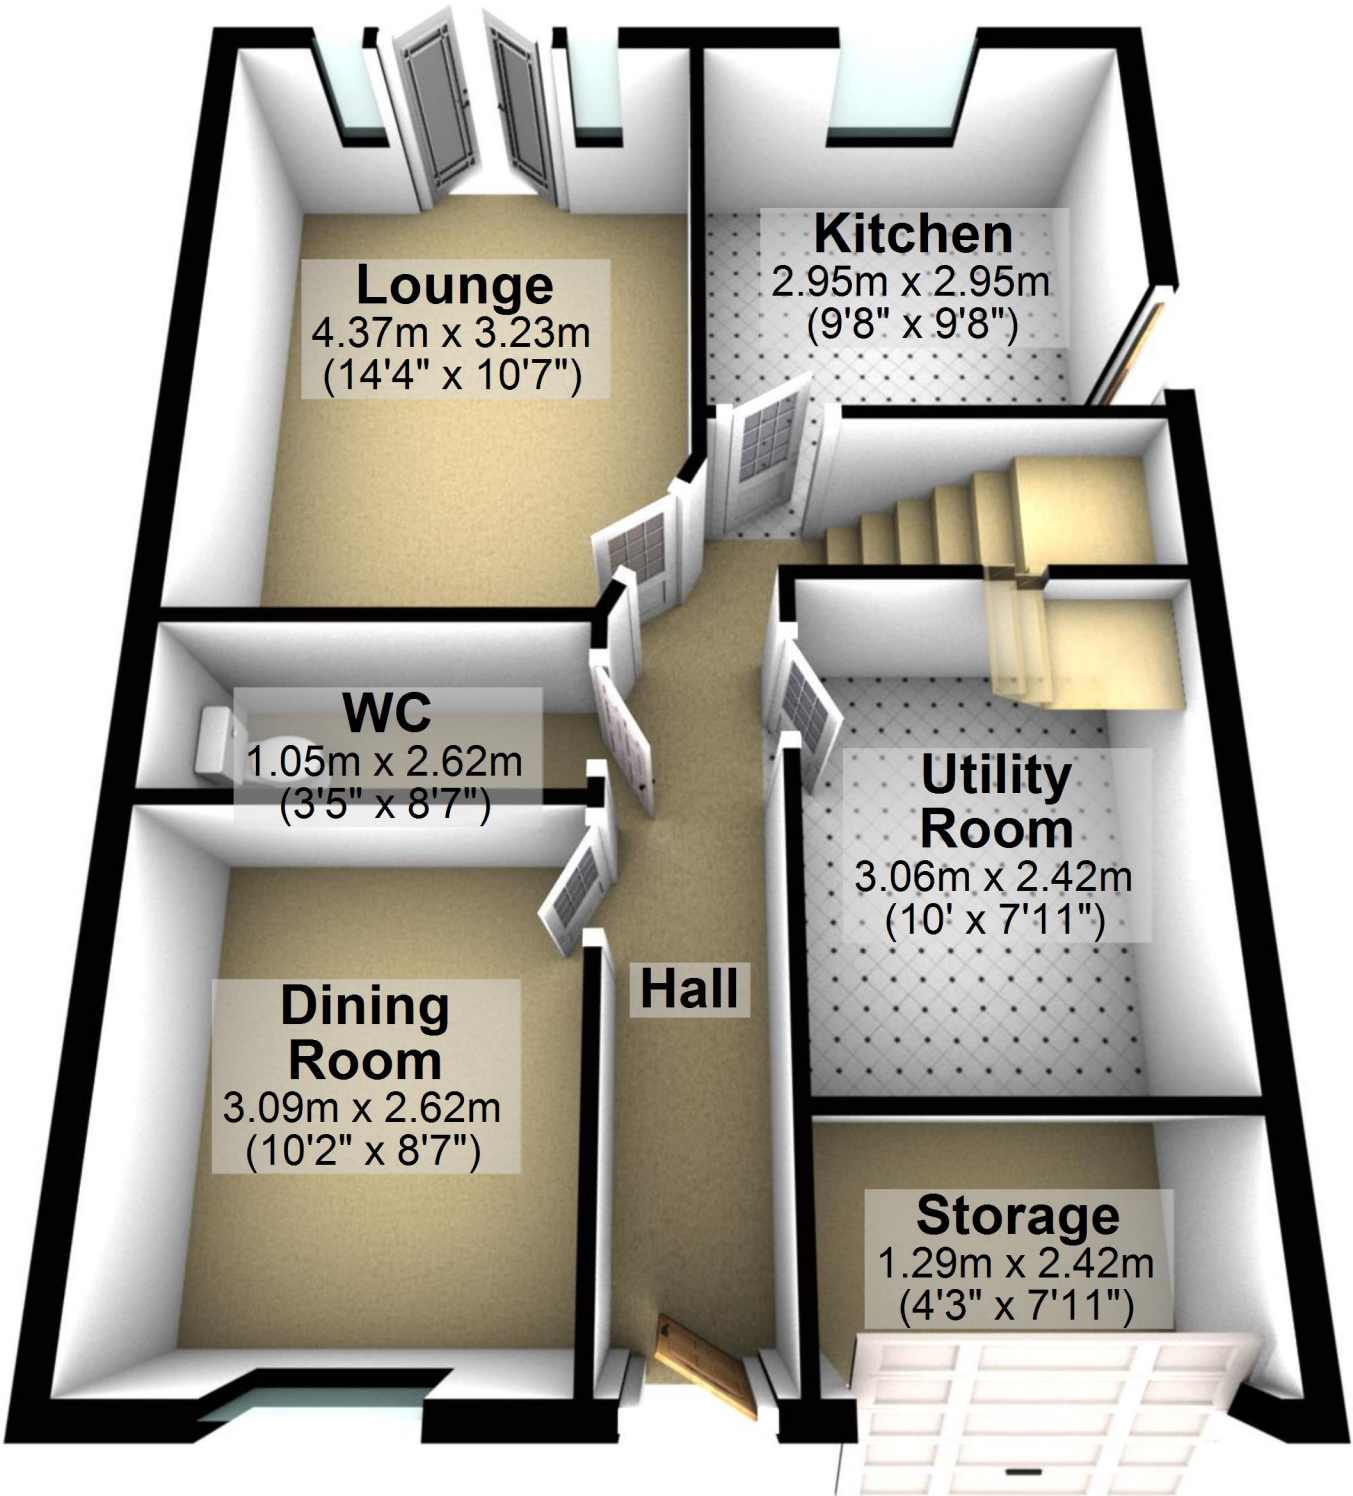 Lounge
4.37m x 3.23m
(14'4" x 10'7")
Kitchen
2.95m x 2.95m
(9'8" x 9'8")
WC
1.05m x 2.62m
(3'5" x 8'7")
Utility
Room
3.06m x 2.42m
(10' x 7'11")
Hall
Dining
Room
3.09m x 2.62m
(10'2" x 8'7")
Storage
1.29m x 2.42m
(4'3" x 7'11")